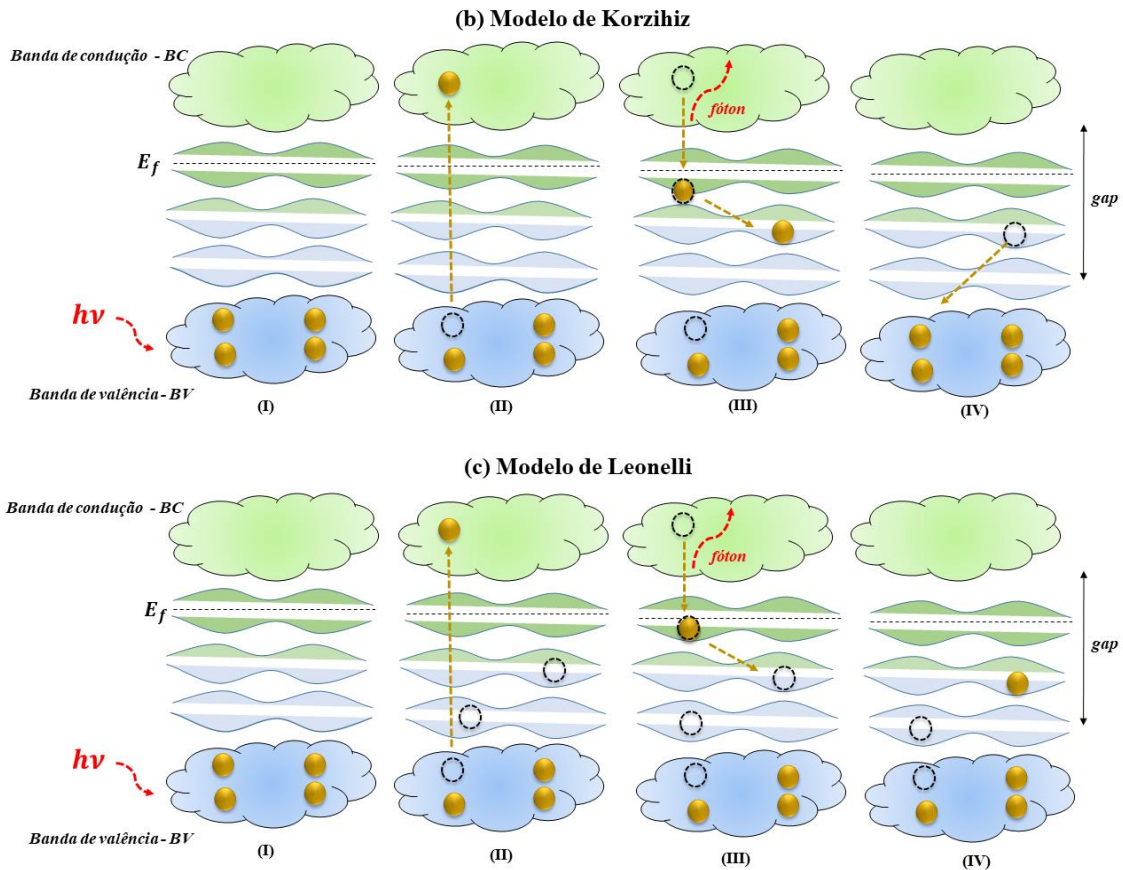 (b) Modelo de Korzihiz
Banda de condução - BC
fóton
E_f
gap
hν
Banda de valência - BV
(I)
(II)
(III)
(IV)
(c) Modelo de Leonelli
Banda de condução - BC
fóton
E_f
gap
hν
Banda de valência - BV
(I)
(II)
(III)
(IV)